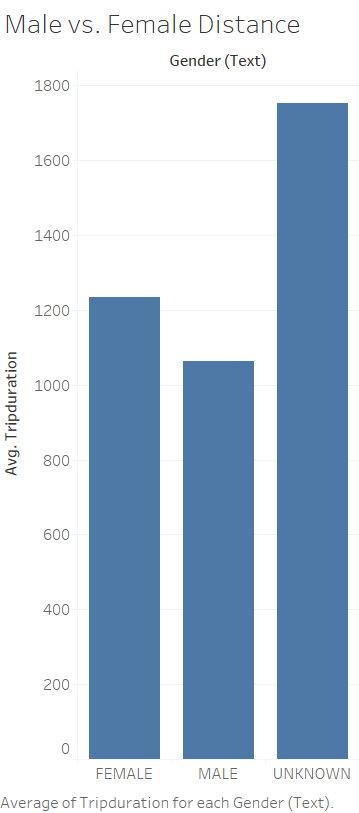 Male vs. Female Distance
Gender (Text)
1800
1600
1400
1200
1000
800
600
400
200
0
Avg. Tripduration
FEMALE MALE UNKNOWN
Average of Tripduration for each Gender (Text).